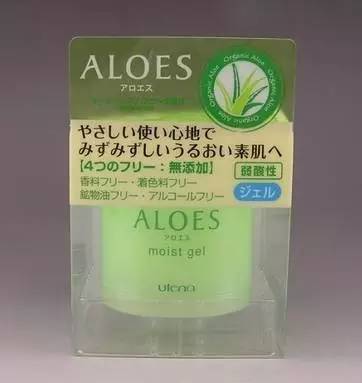 ALOES
アロエス
Organic Aloe
Organic Aloe
Organic Aloe
やさしい使い心地で
みずみずしいうるおい素肌へ
【4つのフリー：無添加】
弱酸性
香料フリー・着色料フリー
鉱物油フリー・アルコールフリー
ジェル
ALOES
アロエス
moist gel
utena